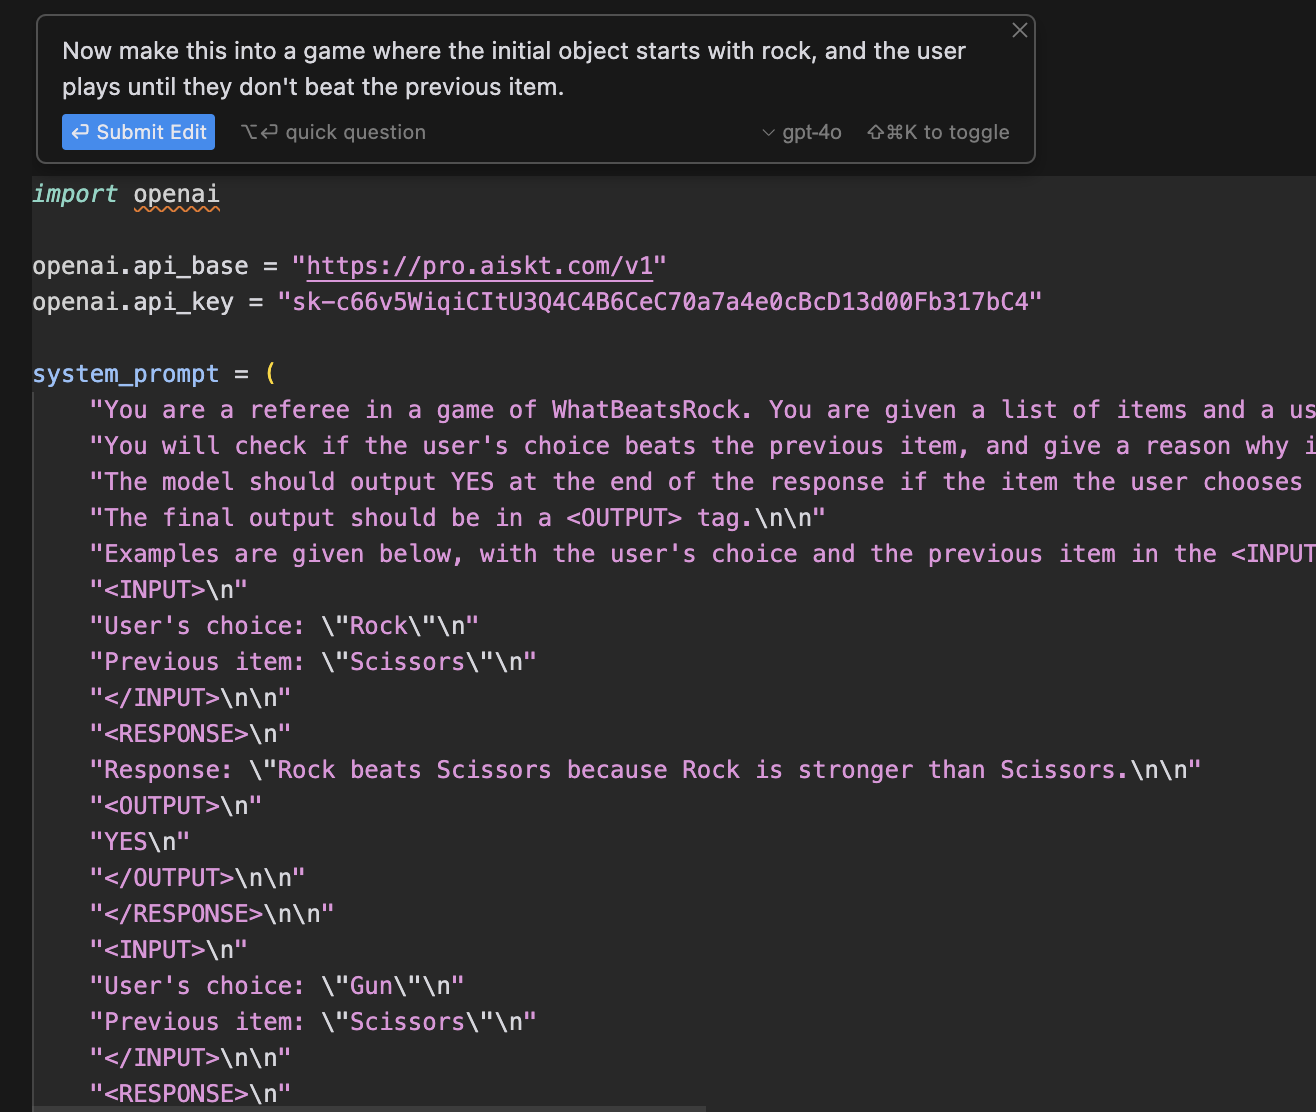 Now make this into a game where the initial object starts with rock, and the user
plays until they don't beat the previous item.
Submit Edit
quick question
gpt-4o
⇧⌘K to toggle
import openai
openai.api_base = "https://pro.aiskt.com/v1"
openai.api_key = "sk-c66v5WiqiCItU3Q4C4B6CeC70a7a4e0cBcD13d00Fb317bC4"
system_prompt = (
"You are a referee in a game of WhatBeatsRock. You are given a list of items and a us
"You will check if the user's choice beats the previous item, and give a reason why i
"The model should output YES at the end of the response if the item the user chooses
"The final output should be in a <OUTPUT> tag.\n\n"
"Examples are given below, with the user's choice and the previous item in the <INPUT
"<INPUT>\n"
"User's choice: \"Rock\"\n"
"Previous item: \"Scissors\"\n"
"</INPUT>\n\n"
"<RESPONSE>\n"
"Response: \"Rock beats Scissors because Rock is stronger than Scissors.\n\n"
"<OUTPUT>\n"
"YES\n"
"</OUTPUT>\n\n"
"</RESPONSE>\n\n"
"<INPUT>\n"
"User's choice: \"Gun\"\n"
"Previous item: \"Scissors\"\n"
"</INPUT>\n\n"
"<RESPONSE>\n"